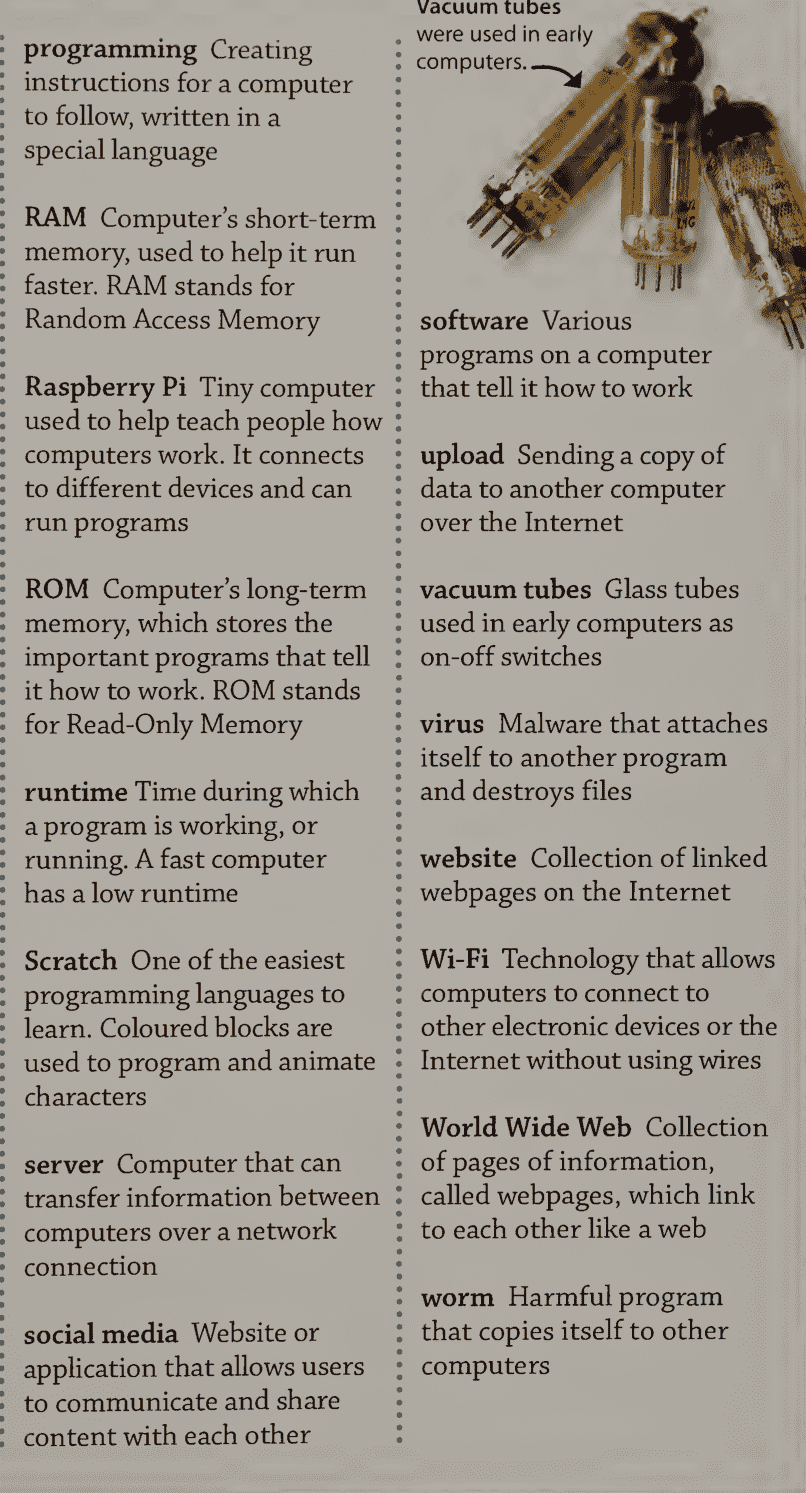 programming Creating
instructions for a computer
to follow, written in a
special language
RAM Computer's short-term
memory, used to help it run
faster. RAM stands for
Random Access Memory
Raspberry Pi Tiny computer
used to help teach people how
computers work. It connects
to different devices and can
run programs
ROM Computer's long-term
memory, which stores the
important programs that tell
it how to work. ROM stands
for Read-Only Memory
runtime Time during which
a program is working, or
running. A fast computer
has a low runtime
Scratch One of the easiest
programming languages to
learn. Coloured blocks are
used to program and animate
characters
server Computer that can
transfer information between
computers over a network
connection
social media Website or
application that allows users
to communicate and share
content with each other
Vacuum tubes
were used in early
computers.
software Various
programs on a computer
that tell it how to work
upload Sending a copy of
data to another computer
over the Internet
vacuum tubes Glass tubes
used in early computers as
on-off switches
virus Malware that attaches
itself to another program
and destroys files
website Collection of linked
webpages on the Internet
Wi-Fi Technology that allows
computers to connect to
other electronic devices or the
Internet without using wires
World Wide Web Collection
of pages of information,
called webpages, which link
to each other like a web
worm Harmful program
that copies itself to other
computers